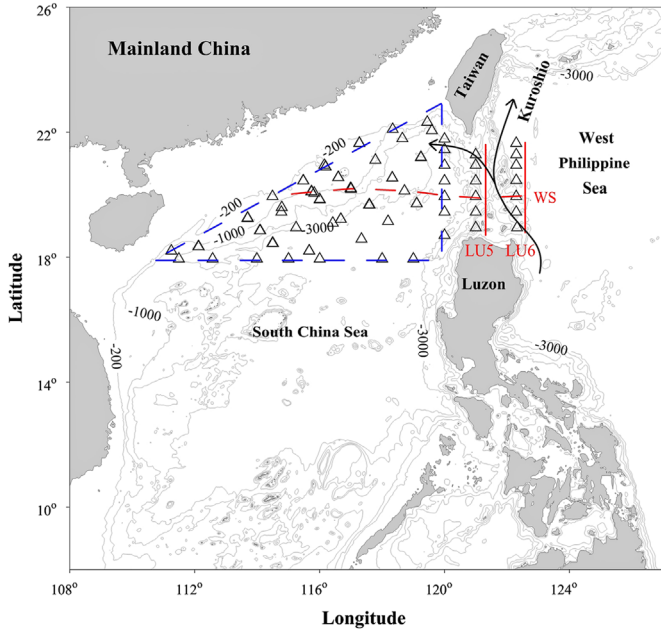 26°
22°
18°
14°
10°
Latitude
Mainland China
Taiwan
Kuroshio
-3000
West
Philippine
Sea
-200
-200
-1000
-3000
WS
LU5
LU6
Luzon
-1000
-200
South China Sea
-3000
-3000
108°
112°
116°
120°
124°
Longitude